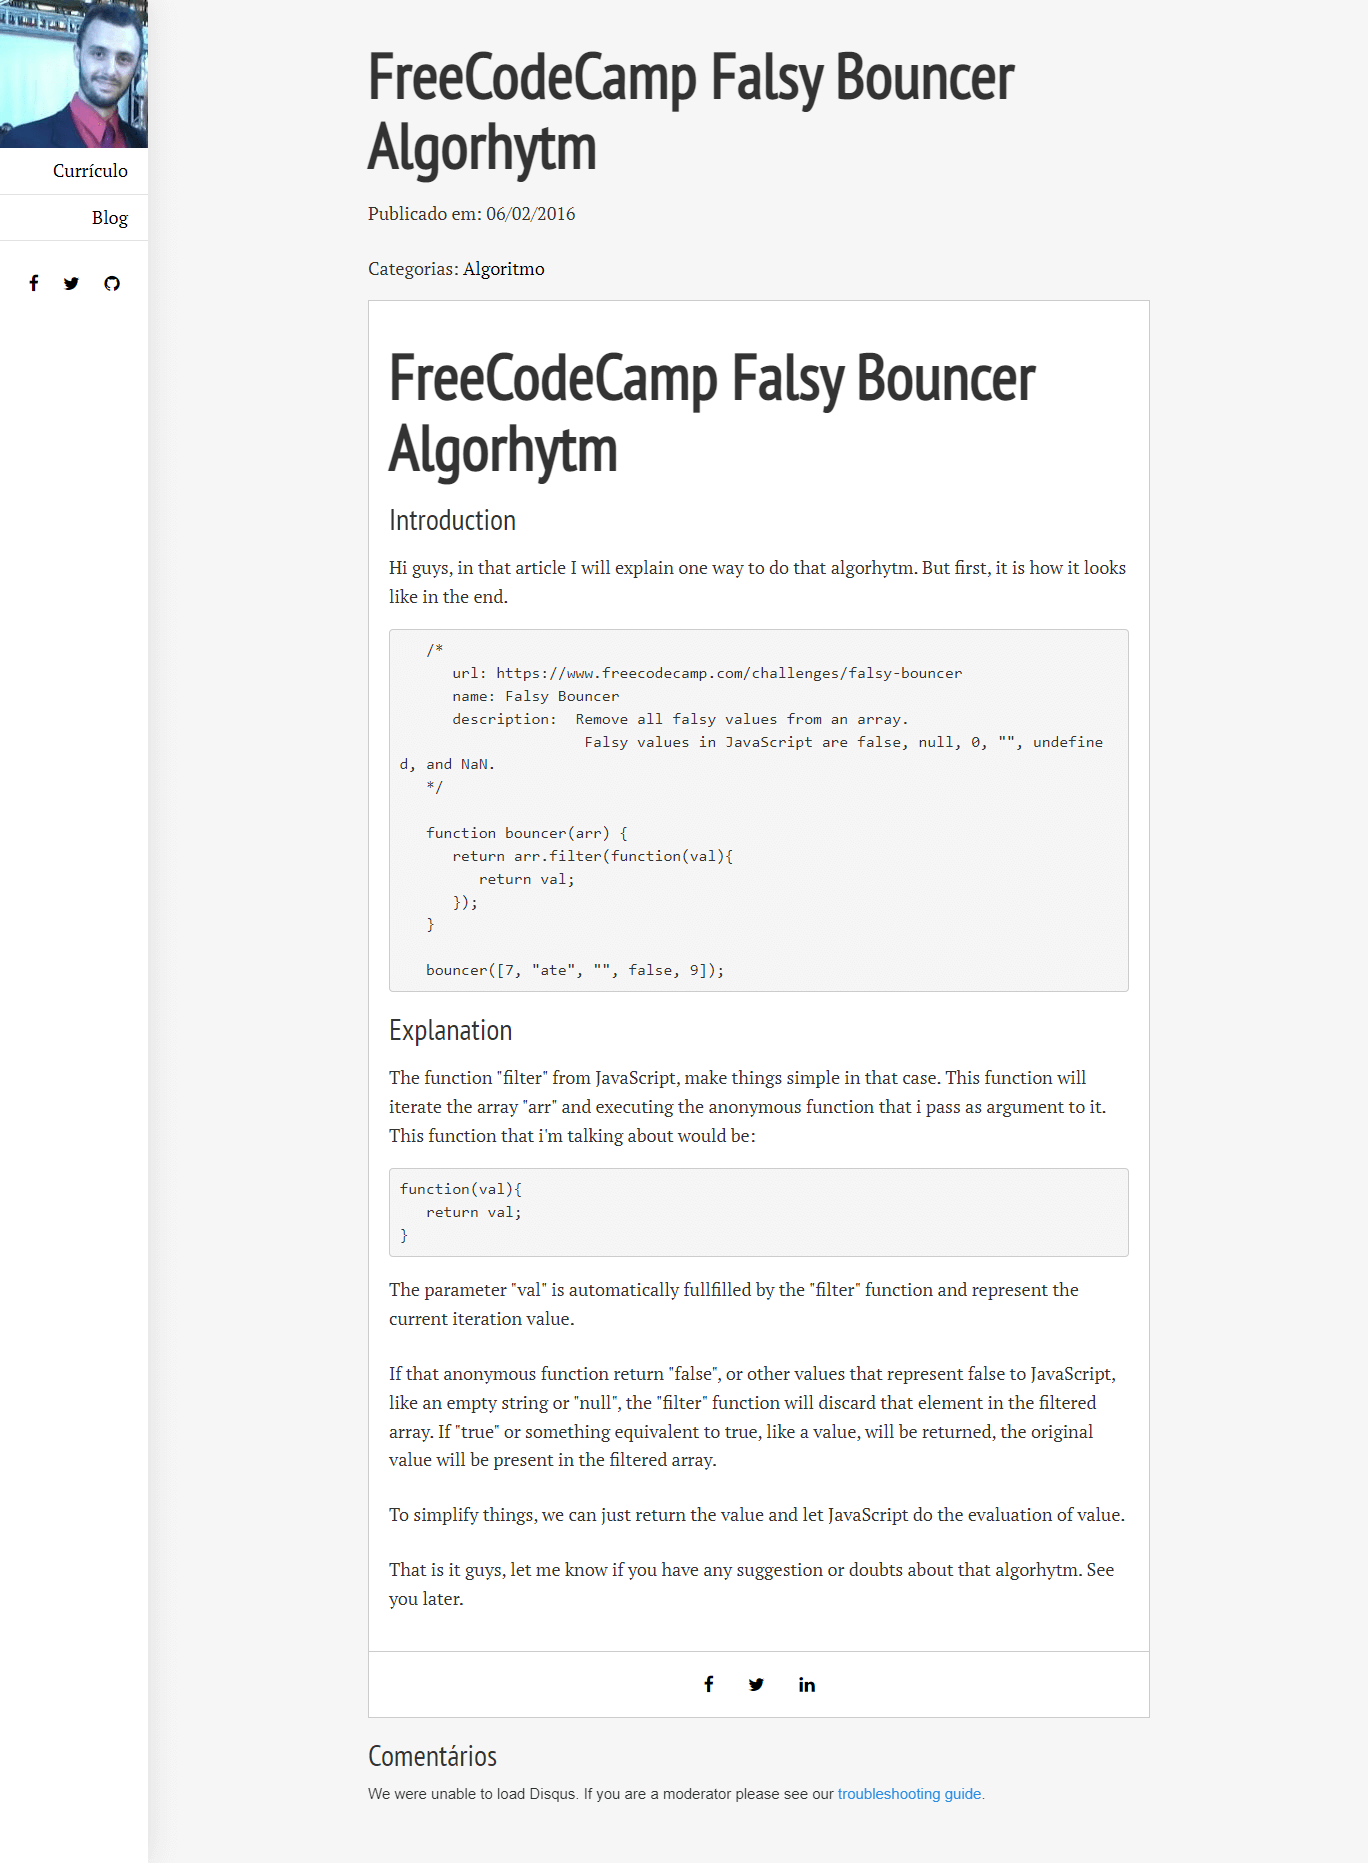 Currículo
Blog
FreeCodeCamp Falsy Bouncer
Algorhytm
Publicado em: 06/02/2016
Categorias: Algoritmo
FreeCodeCamp Falsy Bouncer
Algorhytm
Introduction
Hi guys, in that article I will explain one way to do that algorhytm. But first, it is how it looks
like in the end.
/*
url: https://www.freecodecamp.com/challenges/falsy-bouncer
name: Falsy Bouncer
description:  Remove all falsy values from an array.
Falsy values in JavaScript are false, null, 0, "", undefine
d, and NaN.
*/
function bouncer(arr) {
return arr.filter(function(val){
return val;
});
}
bouncer([7, "ate", "", false, 9]);
Explanation
The function "filter" from JavaScript, make things simple in that case. This function will
iterate the array "arr" and executing the anonymous function that i pass as argument to it.
This function that i'm talking about would be:
function(val){
return val;
}
The parameter "val" is automatically fullfilled by the "filter" function and represent the
current iteration value.
If that anonymous function return "false", or other values that represent false to JavaScript,
like an empty string or "null", the "filter" function will discard that element in the filtered
array. If "true" or something equivalent to true, like a value, will be returned, the original
value will be present in the filtered array.
To simplify things, we can just return the value and let JavaScript do the evaluation of value.
That is it guys, let me know if you have any suggestion or doubts about that algorhytm. See
you later.
Comentários
We were unable to load Disqus. If you are a moderator please see our troubleshooting guide.